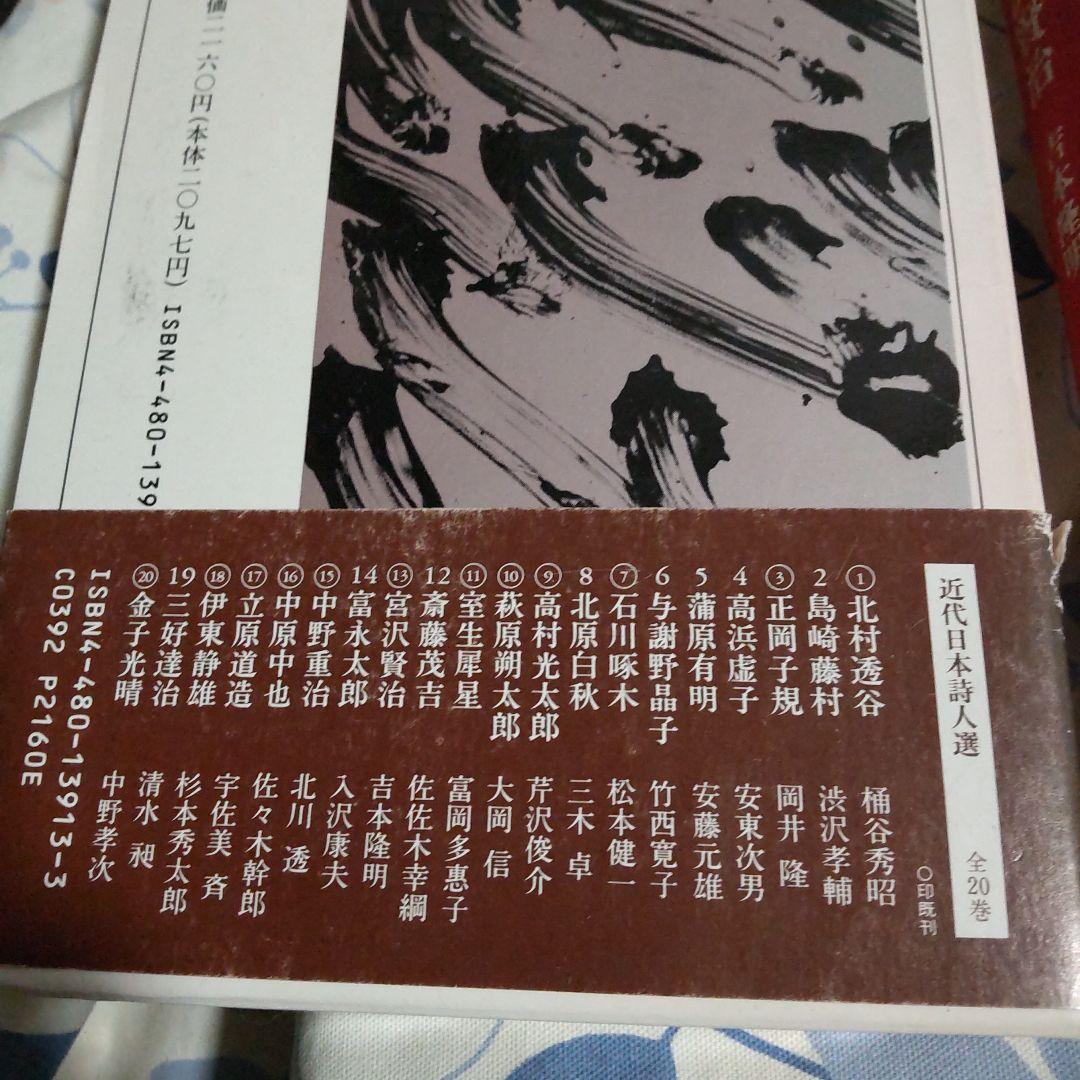 価二一六〇円(本体二〇九七円) ISBN4-480-139
近代日本詩人選 全20巻
○印既刊
①北村透谷 桶谷秀昭
2島崎藤村 渋沢孝輔
③正岡子規 岡井 隆
4高浜虚子 安東次男
5蒲原有明 安藤元雄
6与謝野晶子 竹西寛子
⑦石川啄木 松本健一
8北原白秋 三木 卓
⑨高村光太郎 芹沢俊介
⑩萩原朔太郎 大岡 信
⑪室生犀星 富岡多惠子
12斎藤茂吉 佐佐木幸綱
⑬宮沢賢治 吉本隆明
14富永太郎 入沢康夫
⑮中野重治 北川 透
⑯中原中也 佐々木幹郎
⑰立原道造 宇佐美 斉
⑱伊東静雄 杉本秀太郎
19三好達治 清水 昶
⑳金子光晴 中野孝次
ISBN4-480-13913-3
C0392 P2160E